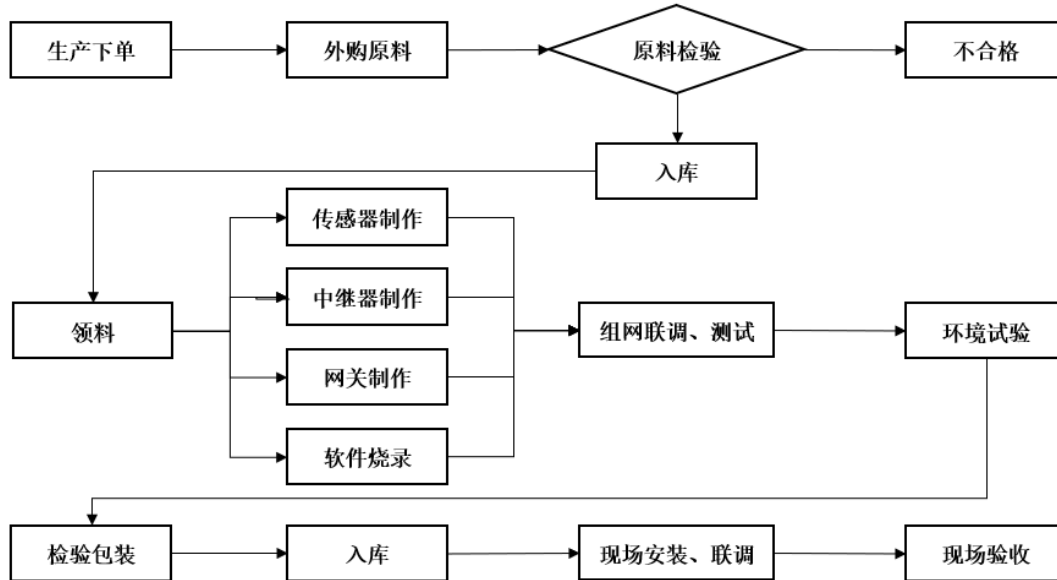 生产下单
外购原料
原料检验
不合格
入库
传感器制作
中继器制作
领料
组网联调、测试
环境试验
网关制作
软件烧录
检验包装
入库
现场安装、联调
现场验收